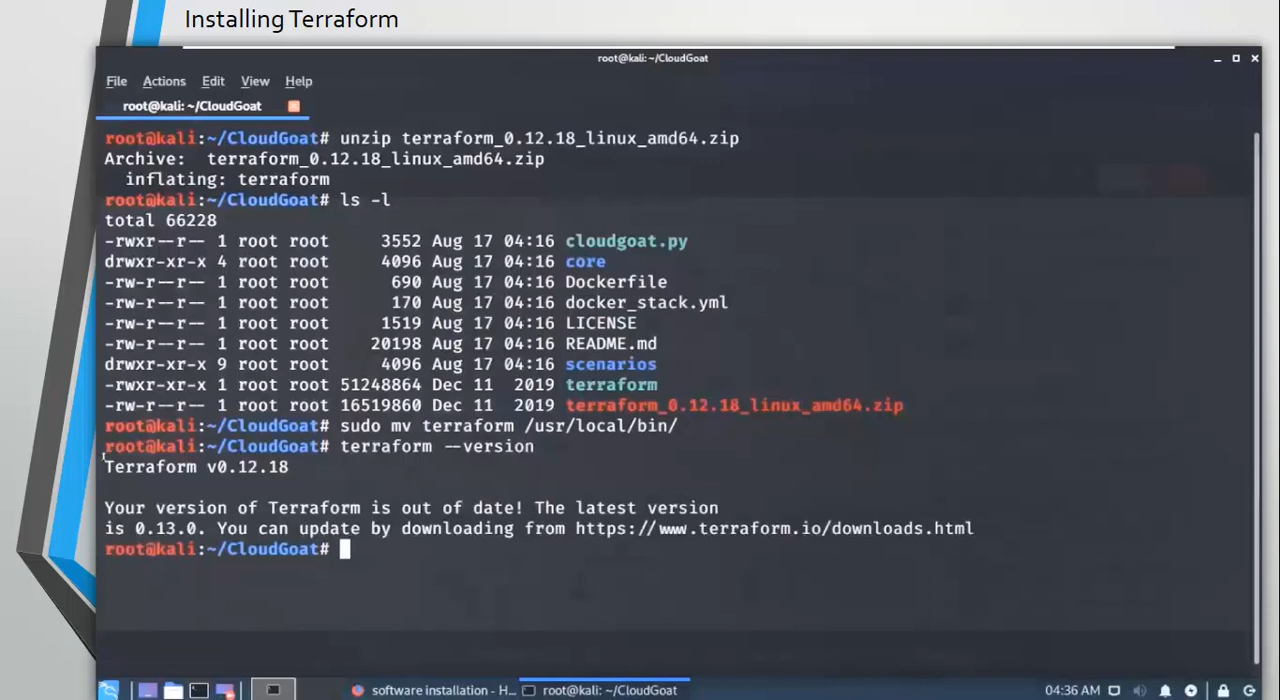 Installing Terraform
root@kali: ~/CloudGoat
File Actions Edit View Help
root@kali: ~/CloudGoat
root@kali:~/CloudGoat# unzip terraform_0.12.18_linux_amd64.zip
Archive:  terraform_0.12.18_linux_amd64.zip
  inflating: terraform
root@kali:~/CloudGoat# ls -l
total 66228
-rwxr--r-- 1 root root     3552 Aug 17 04:16 cloudgoat.py
drwxr-xr-x 4 root root     4096 Aug 17 04:16 core
-rw-r--r-- 1 root root      690 Aug 17 04:16 Dockerfile
-rw-r--r-- 1 root root      170 Aug 17 04:16 docker_stack.yml
-rw-r--r-- 1 root root     1519 Aug 17 04:16 LICENSE
-rw-r--r-- 1 root root    20198 Aug 17 04:16 README.md
drwxr-xr-x 9 root root     4096 Aug 17 04:16 scenarios
-rwxr-xr-x 1 root root 51248864 Dec 11  2019 terraform
-rw-r--r-- 1 root root 16519860 Dec 11  2019 terraform_0.12.18_linux_amd64.zip
root@kali:~/CloudGoat# sudo mv terraform /usr/local/bin/
root@kali:~/CloudGoat# terraform --version
Terraform v0.12.18
Your version of Terraform is out of date! The latest version
is 0.13.0. You can update by downloading from https://www.terraform.io/downloads.html
root@kali:~/CloudGoat#
software installation - H... root@kali: ~/CloudGoat 04:36 AM